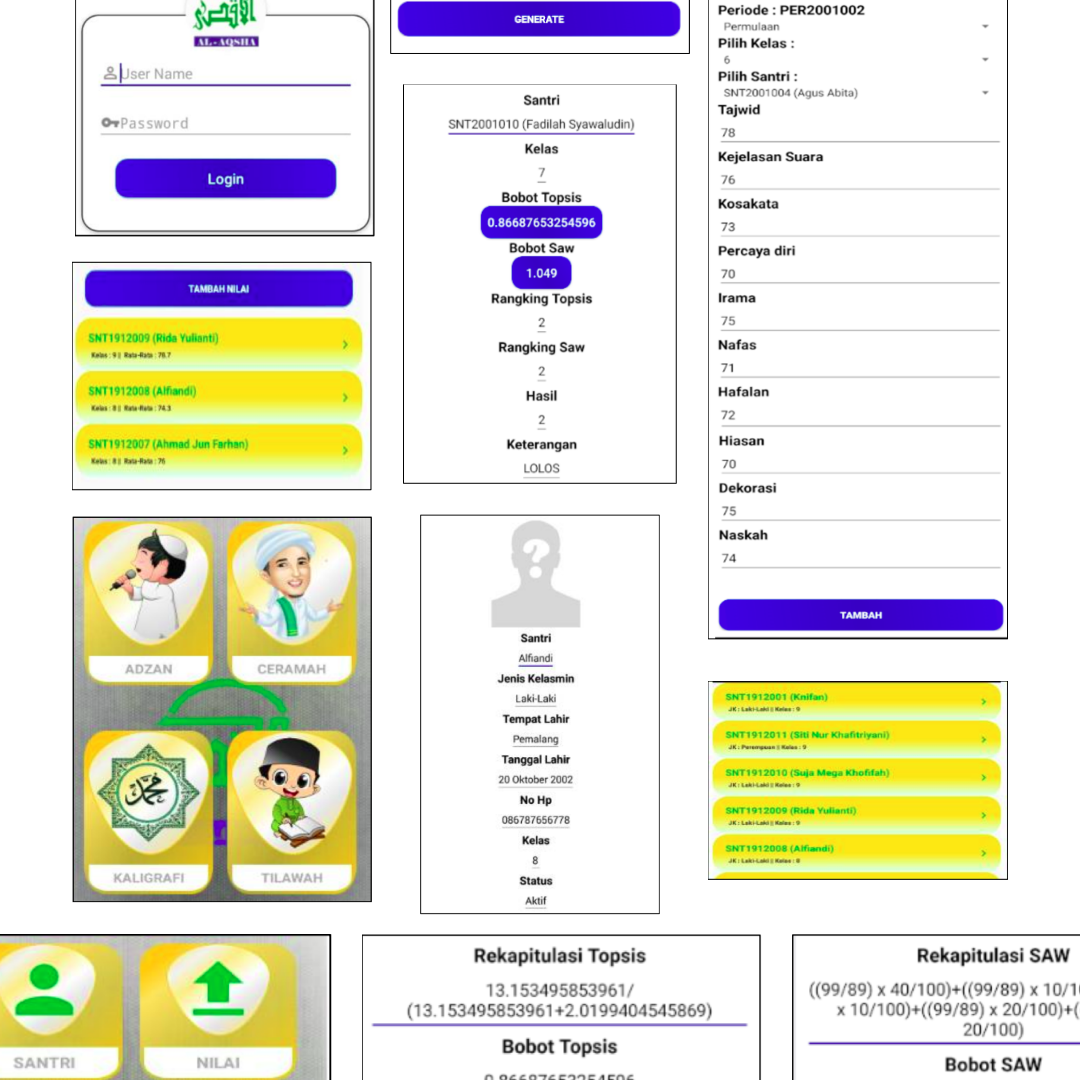 الأقصى
AL-AQSHA
User Name
Password
Login
GENERATE
Santri
SNT2001010 (Fadilah Syawaludin)
Kelas
7
Bobot Topsis
0.86687653254596
Bobot Saw
1.049
Rangking Topsis
2
Rangking Saw
2
Hasil
2
Keterangan
LOLOS
Periode : PER2001002
Permulaan
Pilih Kelas :
6
Pilih Santri :
SNT2001004 (Agus Abita)
Tajwid
78
Kejelasan Suara
76
Kosakata
73
Percaya diri
70
Irama
75
Nafas
71
Hafalan
72
Hiasan
70
Dekorasi
75
Naskah
74
TAMBAH
TAMBAH NILAI
SNT1912009 (Rida Yulianti)
Kelas : 9 || Rata-Rata : 78.7
SNT1912008 (Alfiandi)
Kelas : 8 || Rata-Rata : 74.3
SNT1912007 (Ahmad Jun Farhan)
Kelas : 8 || Rata-Rata : 76
ADZAN
CERAMAH
محمد
KALIGRAFI
TILAWAH
?
Santri
Alfiandi
Jenis Kelasmin
Laki-Laki
Tempat Lahir
Pemalang
Tanggal Lahir
20 Oktober 2002
No Hp
086787656778
Kelas
8
Status
Aktif
SNT1912001 (Knifan)
JK : Laki-Laki || Kelas : 9
SNT1912011 (Siti Nur Khafitriyani)
JK : Perempuan || Kelas : 9
SNT1912010 (Suja Mega Khofifah)
JK : Laki-Laki || Kelas : 9
SNT1912009 (Rida Yulianti)
JK : Laki-Laki || Kelas : 9
SNT1912008 (Alfiandi)
JK : Laki-Laki || Kelas : 8
SANTRI
NILAI
Rekapitulasi Topsis
13.153495853961/
(13.153495853961+2.0199404545869)
Bobot Topsis
0.86687653254596
Rekapitulasi SAW
((99/89) x 40/100)+((99/89) x 10/1
x 10/100)+((99/89) x 20/100)+(
20/100)
Bobot SAW